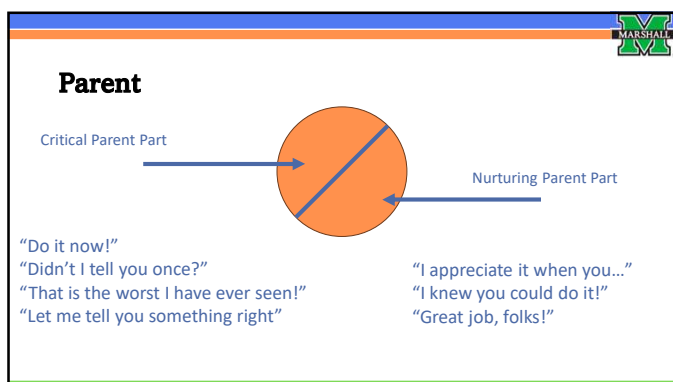 MARSHALL
Parent
Critical Parent Part
Nurturing Parent Part
“Do it now!”
“Didn’t I tell you once?”
“That is the worst I have ever seen!”
“Let me tell you something right”
“I appreciate it when you…”
“I knew you could do it!”
“Great job, folks!”